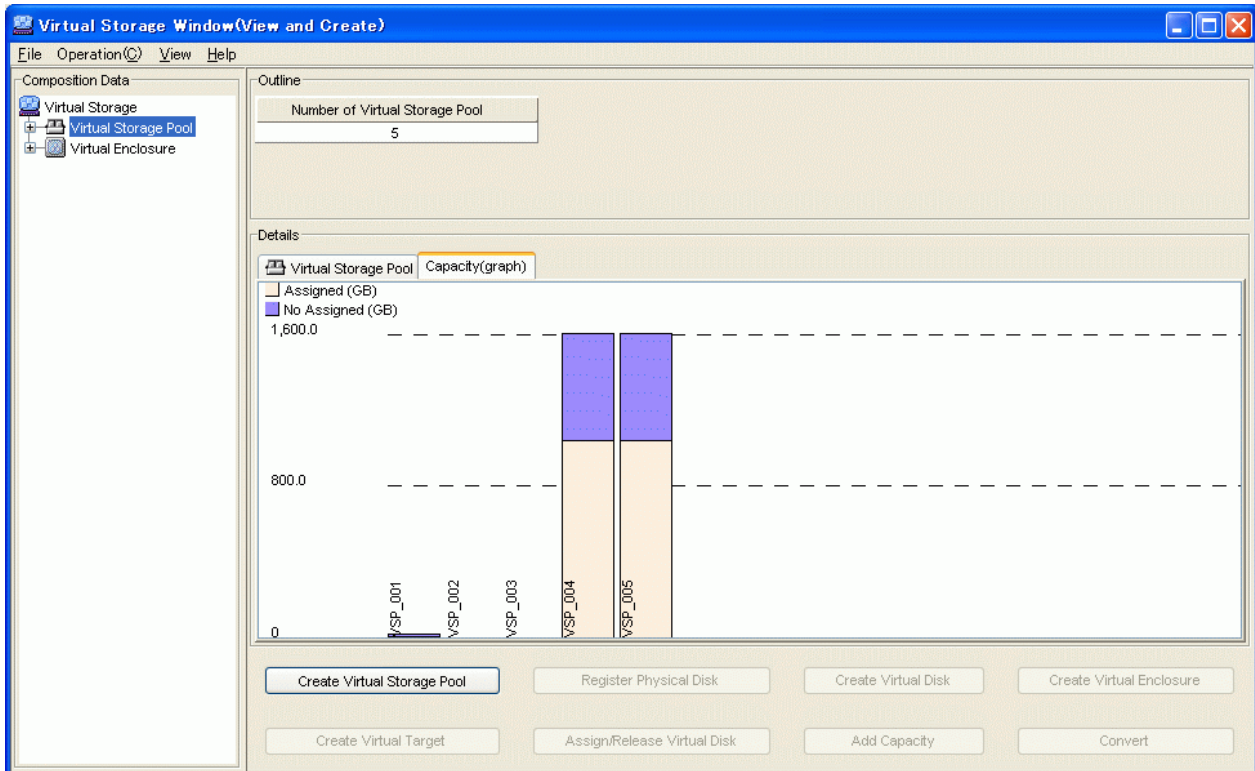 Virtual Storage Window(View and Create)
File Operation(C) View Help
Composition Data
Virtual Storage
Virtual Storage Pool
Virtual Enclosure
Outline
Number of Virtual Storage Pool
5
Details
Virtual Storage Pool Capacity(graph)
Assigned (GB)
No Assigned (GB)
1,600.0
800.0
0
VSP_001
VSP_002
VSP_003
VSP_004
VSP_005
Create Virtual Storage Pool Register Physical Disk Create Virtual Disk Create Virtual Enclosure
Create Virtual Target Assign/Release Virtual Disk Add Capacity Convert